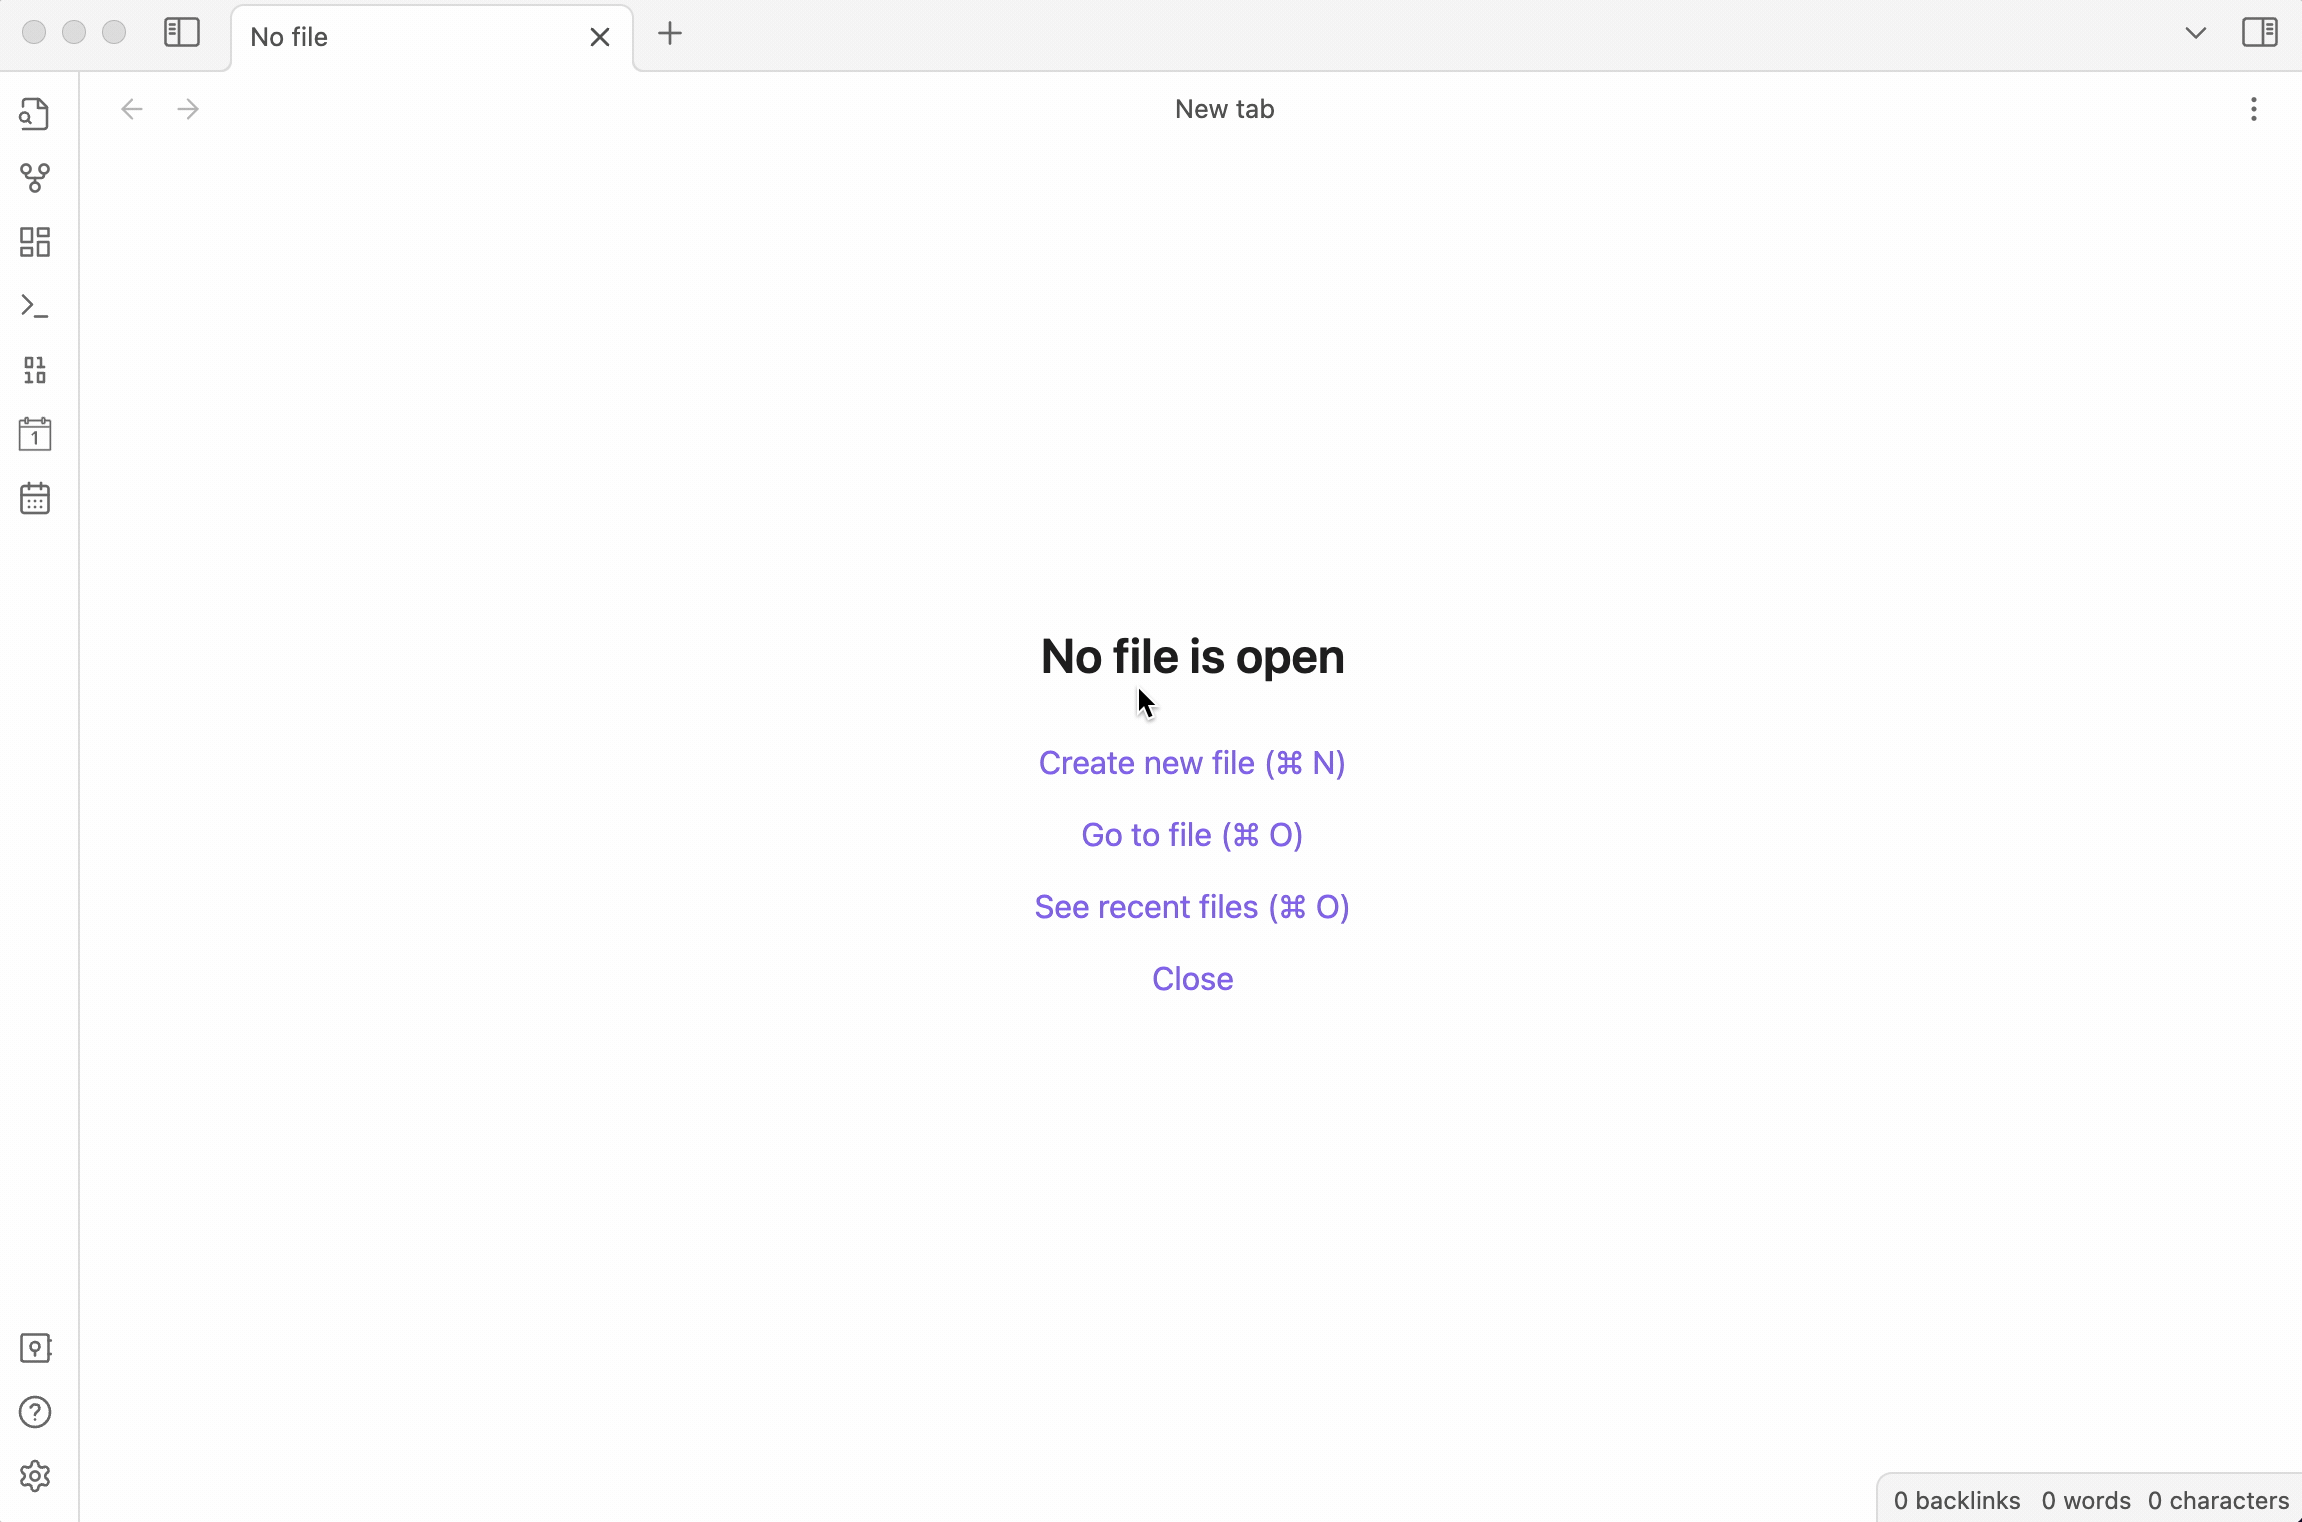 No file
New tab
1
No file is open
Create new file (⌘ N)
Go to file (⌘ O)
See recent files (⌘ O)
Close
0 backlinks 0 words 0 characters